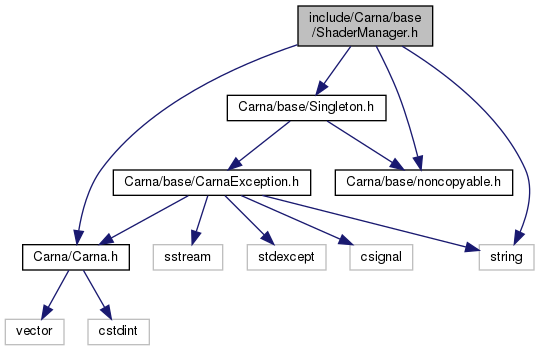 include/Carna/base
/ShaderManager.h
Carna/base/Singleton.h
Carna/base/CarnaException.h
Carna/base/noncopyable.h
Carna/Carna.h
sstream
stdexcept
csignal
string
vector
cstdint